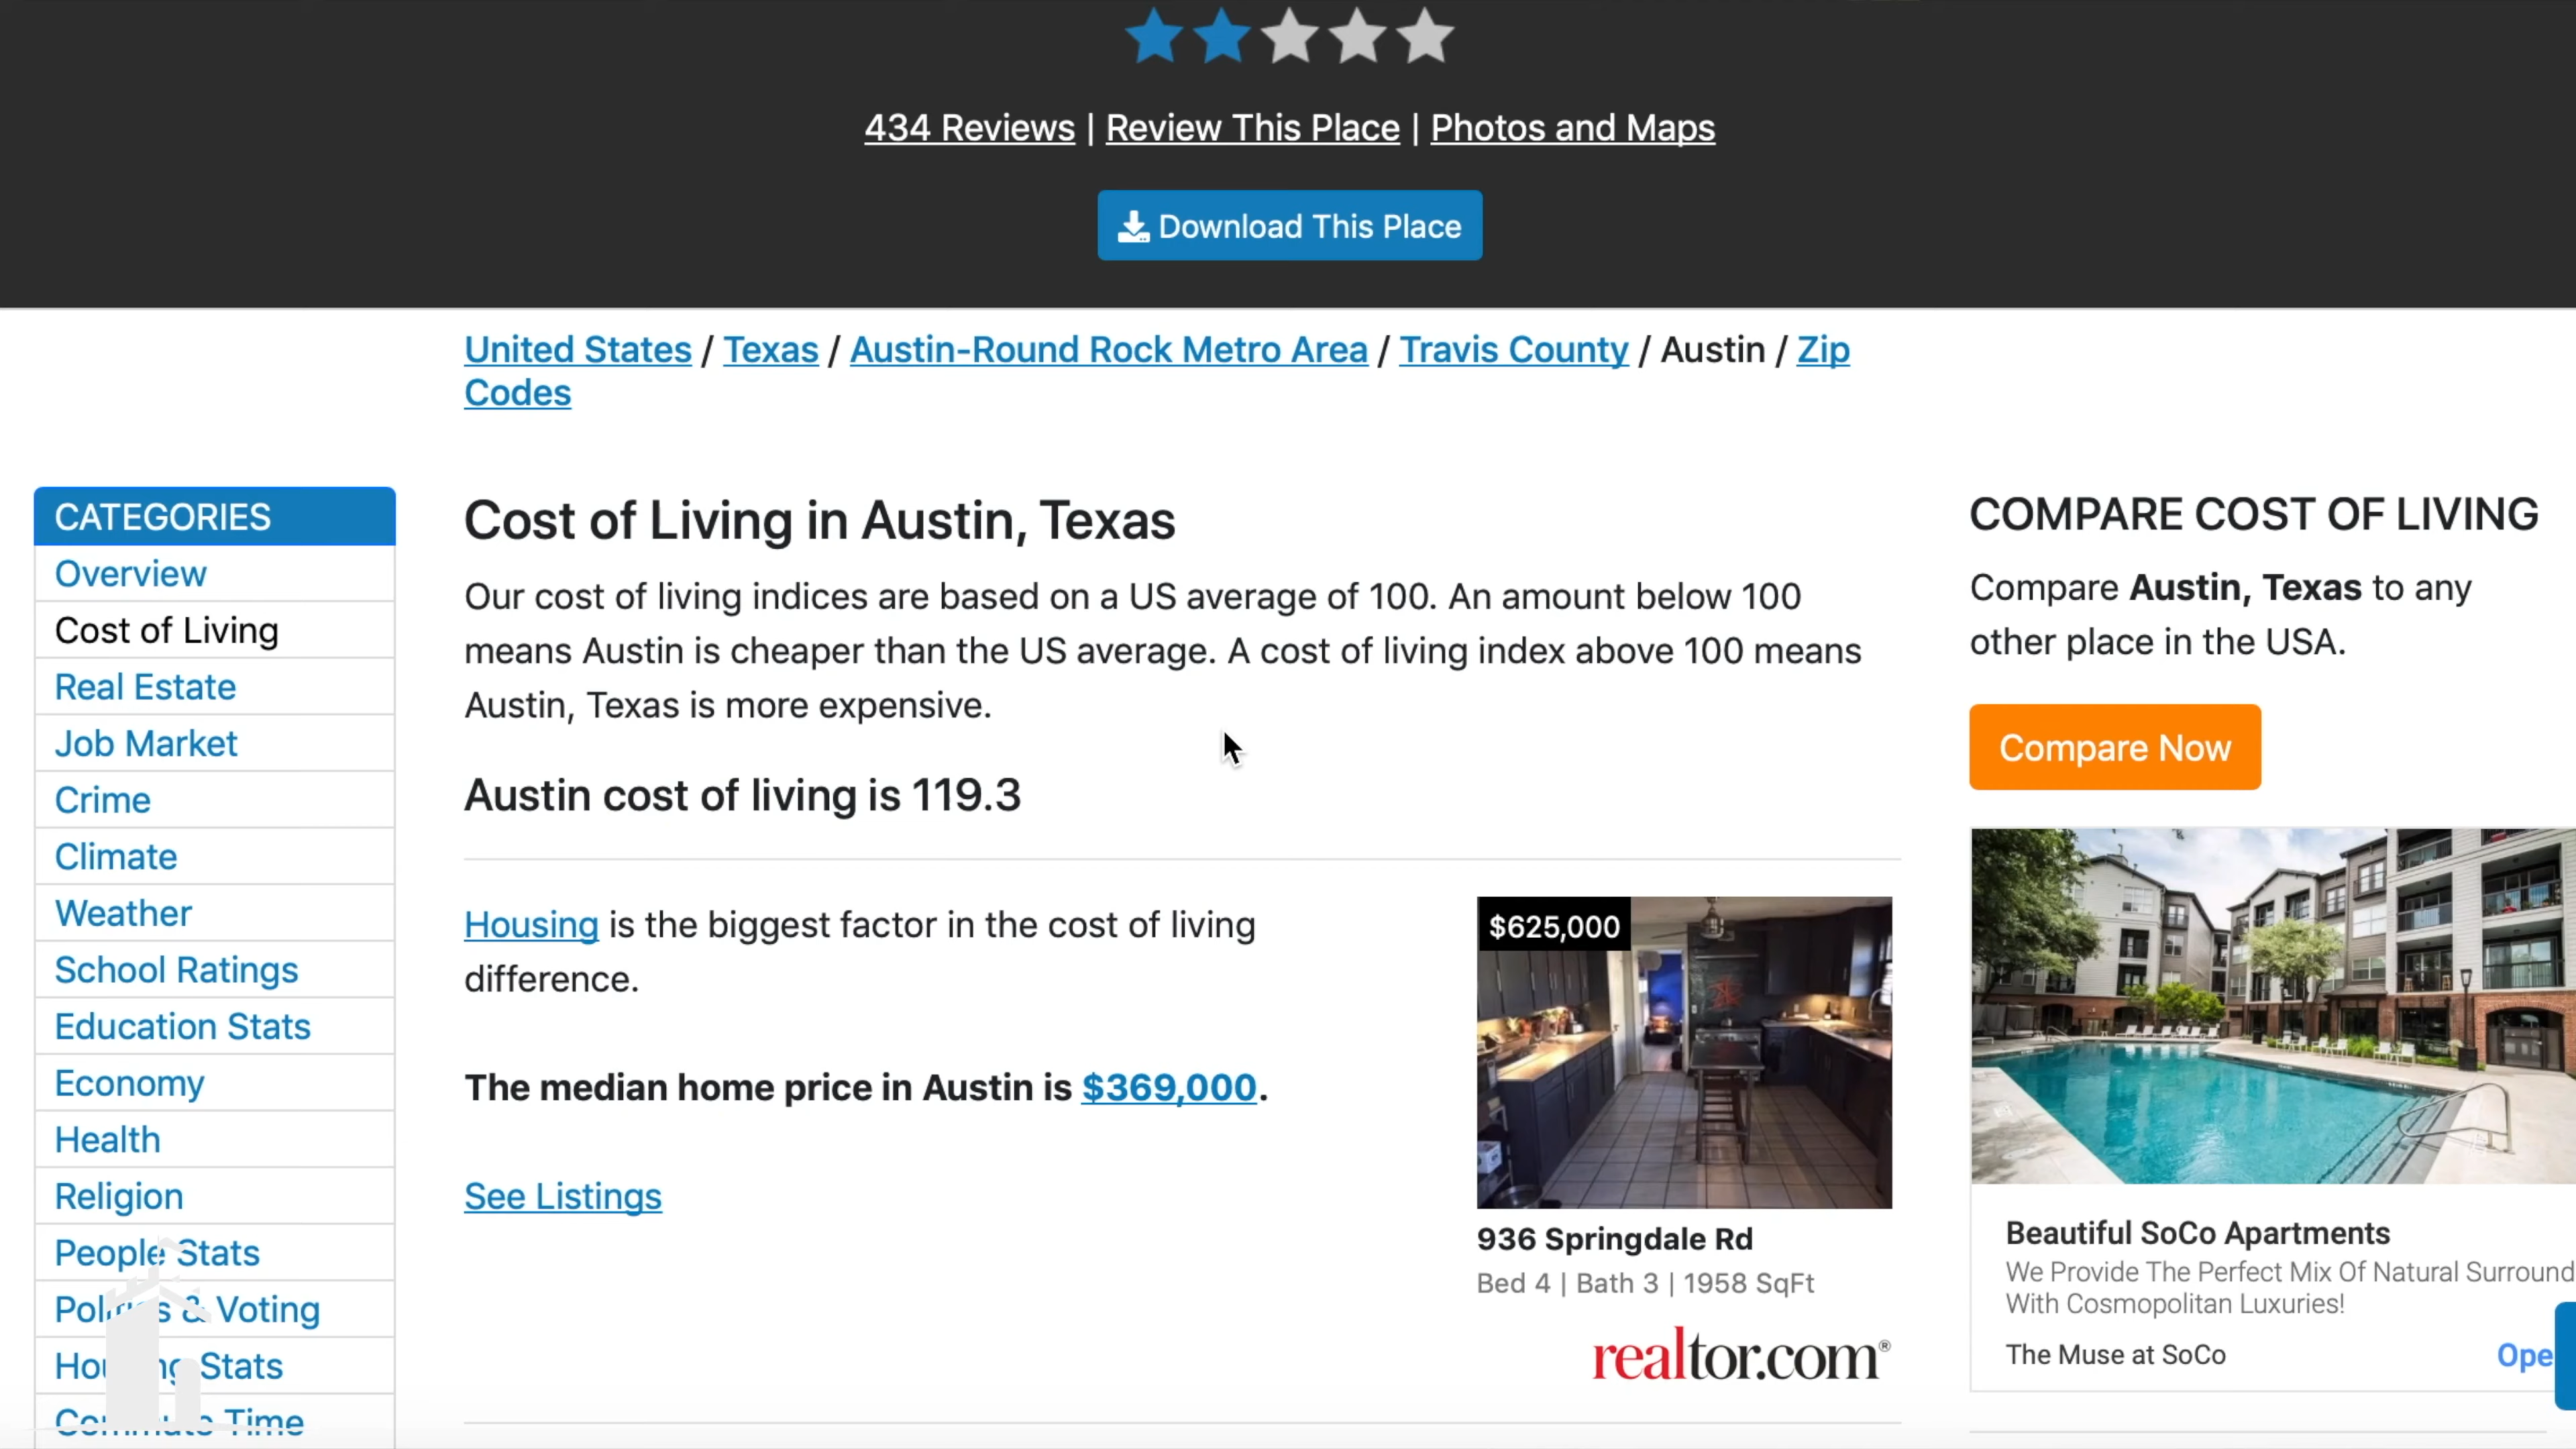 434 Reviews | Review This Place | Photos and Maps
Download This Place
United States / Texas / Austin-Round Rock Metro Area / Travis County / Austin / Zip
Codes
CATEGORIES
Overview
Cost of Living
Real Estate
Job Market
Crime
Climate
Weather
School Ratings
Education Stats
Economy
Health
Religion
People Stats
Politics & Voting
Housing Stats
Commute Time
Cost of Living in Austin, Texas
Our cost of living indices are based on a US average of 100. An amount below 100
means Austin is cheaper than the US average. A cost of living index above 100 means
Austin, Texas is more expensive.
Austin cost of living is 119.3
Housing is the biggest factor in the cost of living
difference.
The median home price in Austin is $369,000.
See Listings
$625,000
936 Springdale Rd
Bed 4 | Bath 3 | 1958 SqFt
realtor.com®
COMPARE COST OF LIVING
Compare Austin, Texas to any
other place in the USA.
Compare Now
Beautiful SoCo Apartments
We Provide The Perfect Mix Of Natural Surround
With Cosmopolitan Luxuries!
The Muse at SoCo
Ope